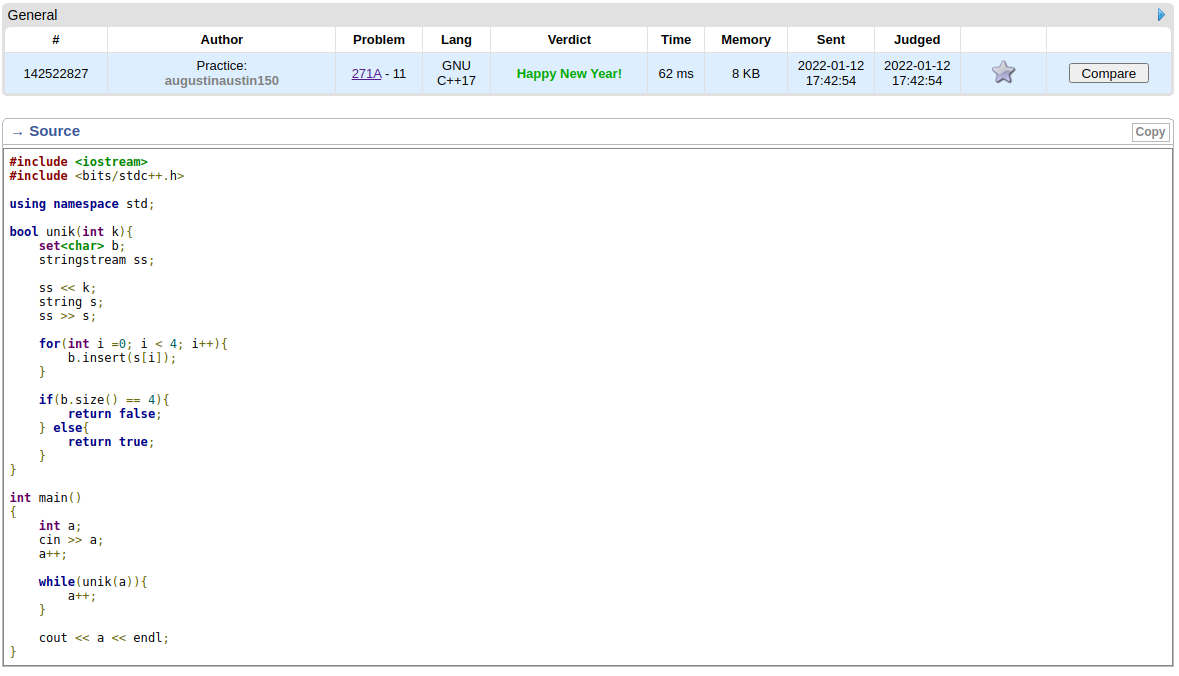 General
# Author Problem Lang Verdict Time Memory Sent Judged
142522827 Practice: augustinaustin150 271A - 11 GNU C++17 Happy New Year! 62 ms 8 KB 2022-01-12 17:42:54 2022-01-12 17:42:54 Compare
→ Source Copy
#include <iostream>
#include <bits/stdc++.h>
using namespace std;
bool unik(int k){
    set<char> b;
    stringstream ss;
    ss << k;
    string s;
    ss >> s;
    for(int i =0; i < 4; i++){
        b.insert(s[i]);
    }
    if(b.size() == 4){
        return false;
    } else{
        return true;
    }
}
int main()
{
    int a;
    cin >> a;
    a++;
    while(unik(a)){
        a++;
    }
    cout << a << endl;
}